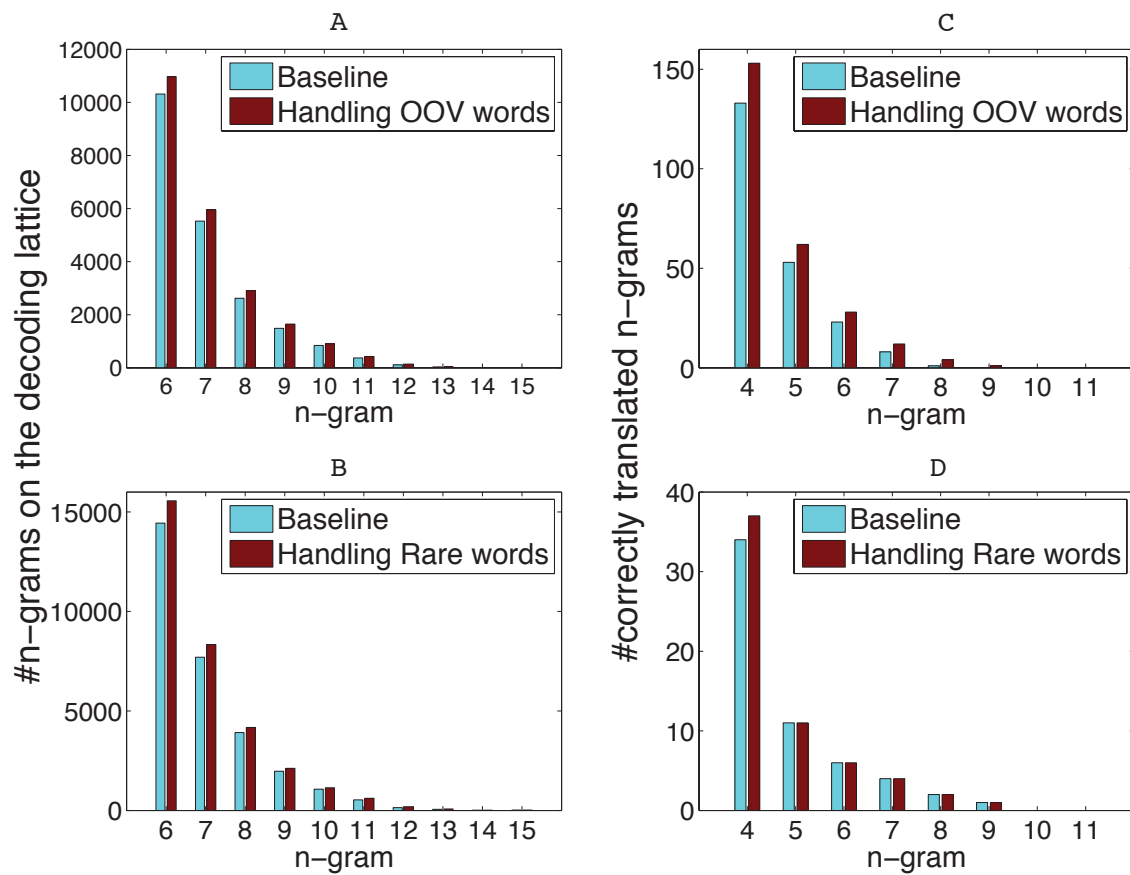 A
12000
10000
8000
6000
4000
2000
0
6 7 8 9 10 11 12 13 14 15
n-gram
Baseline
Handling OOV words
#n-grams on the decoding lattice
B
15000
10000
5000
0
6 7 8 9 10 11 12 13 14 15
n-gram
Baseline
Handling Rare words
C
150
100
50
0
4 5 6 7 8 9 10 11
n-gram
Baseline
Handling OOV words
#correctly translated n-grams
D
40
30
20
10
0
4 5 6 7 8 9 10 11
n-gram
Baseline
Handling Rare words